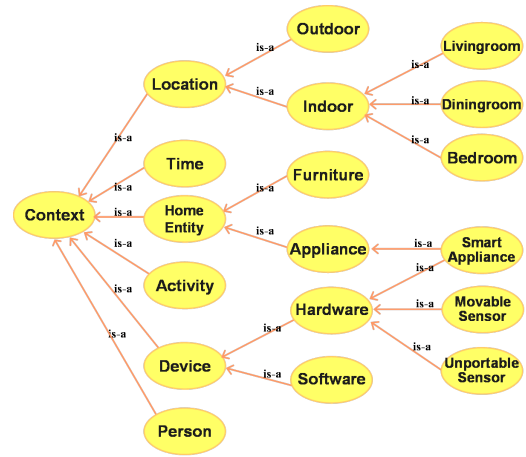 Outdoor
Livingroom
is-a
is-a
Location
is-a
Indoor
is-a
Diningroom
is-a
is-a
Bedroom
Time
is-a
Furniture
is-a
Context
is-a
Home
Entity
is-a
Appliance
is-a
Smart
Appliance
is-a
is-a
Activity
is-a
Hardware
is-a
Movable
Sensor
is-a
is-a
is-a
Device
is-a
Software
Unportable
Sensor
Person